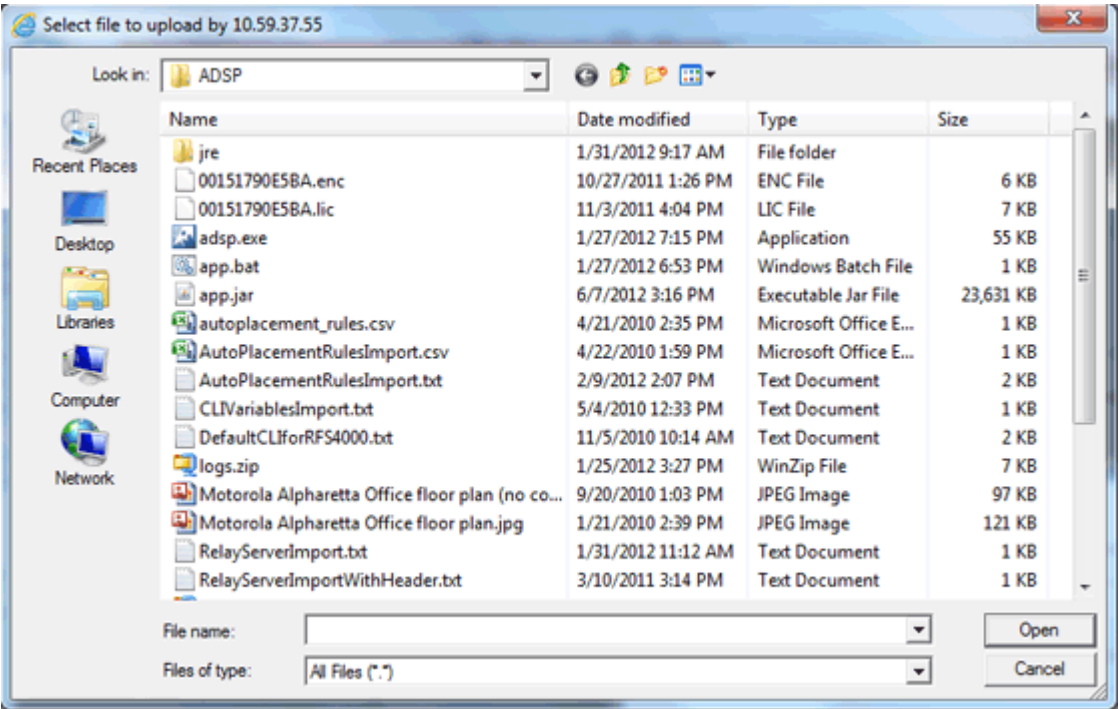 Select file to upload by 10.59.37.55
Look in: ADSP
Name Date modified Type Size
jre 1/31/2012 9:17 AM File folder
00151790E5BA.enc 10/27/2011 1:26 PM ENC File 6 KB
00151790E5BA.lic 11/3/2011 4:04 PM LIC File 7 KB
adsp.exe 1/27/2012 7:15 PM Application 55 KB
app.bat 1/27/2012 6:53 PM Windows Batch File 1 KB
app.jar 6/7/2012 3:16 PM Executable Jar File 23,631 KB
autoplacement_rules.csv 4/21/2010 2:35 PM Microsoft Office E... 1 KB
AutoPlacementRulesImport.csv 4/22/2010 1:59 PM Microsoft Office E... 1 KB
AutoPlacementRulesImport.txt 2/9/2012 2:07 PM Text Document 2 KB
CLIVariablesImport.txt 5/4/2010 12:33 PM Text Document 1 KB
DefaultCLIforRFS4000.txt 11/5/2010 10:14 AM Text Document 2 KB
logs.zip 1/25/2012 3:27 PM WinZip File 7 KB
Motorola Alpharetta Office floor plan (no co... 9/20/2010 1:03 PM JPEG Image 97 KB
Motorola Alpharetta Office floor plan.jpg 1/21/2010 2:39 PM JPEG Image 121 KB
RelayServerImport.txt 1/31/2012 11:12 AM Text Document 1 KB
RelayServerImportWithHeader.txt 3/10/2011 3:14 PM Text Document 1 KB
Recent Places
Desktop
Libraries
Computer
Network
File name: Open
Files of type: All Files (*.*) Cancel